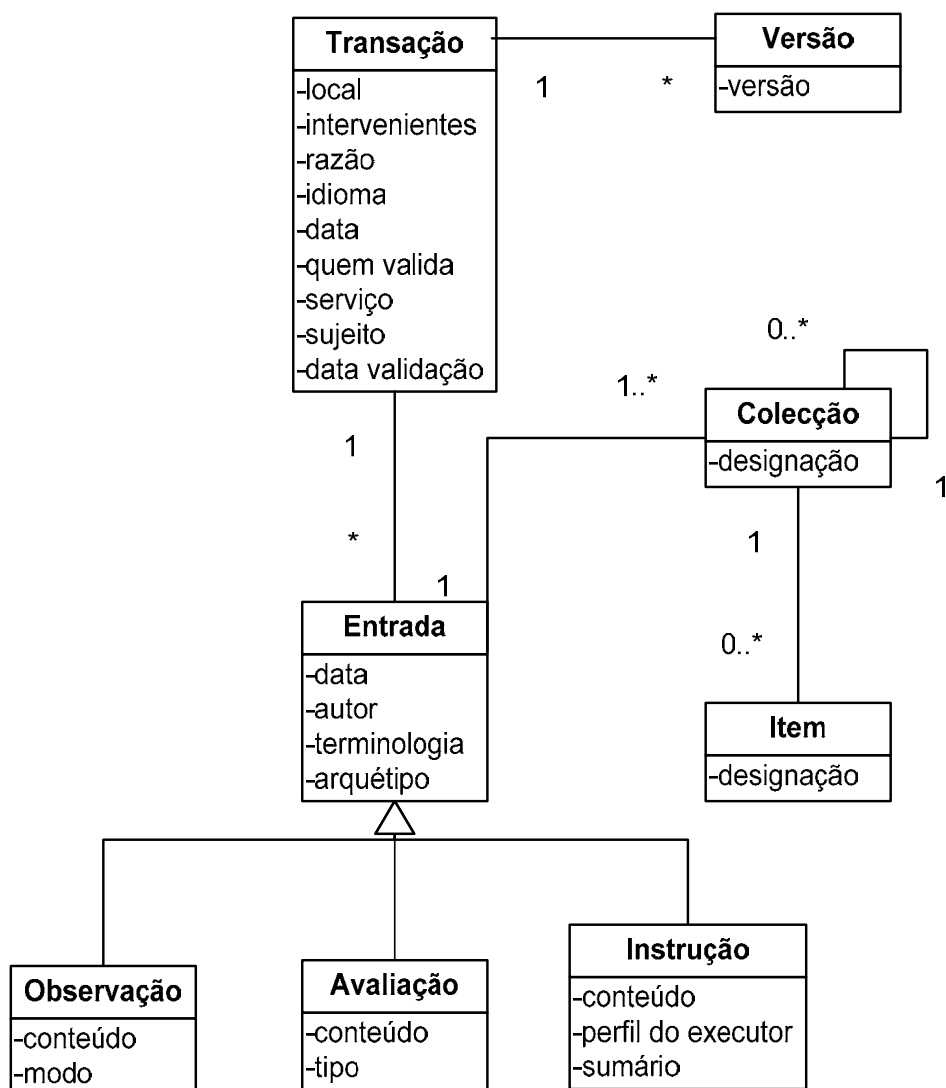 Transação
-local
-intervenientes
-razão
-idioma
-data
-quem valida
-serviço
-sujeito
-data validação
1
*
Versão
-versão
0..*
1..*
Colecção
-designação
1
1
*
1
1
0..*
Entrada
-data
-autor
-terminologia
-arquétipo
Item
-designação
Observação
-conteúdo
-modo
Avaliação
-conteúdo
-tipo
Instrução
-conteúdo
-perfil do executor
-sumário